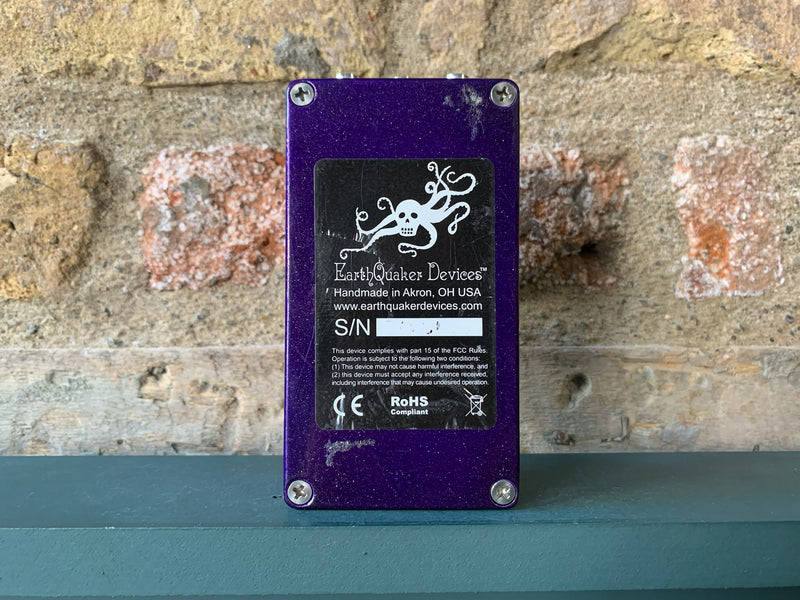 EarthQuaker Devices™
Handmade in Akron, OH USA
www.earthquakerdevices.com
S/N
This device complies with part 15 of the FCC Rules.
Operation is subject to the following two conditions:
(1) This device may not cause harmful interference, and
(2) this device must accept any interference received,
including interference that may cause undesired operation.
CE
RoHS
Compliant